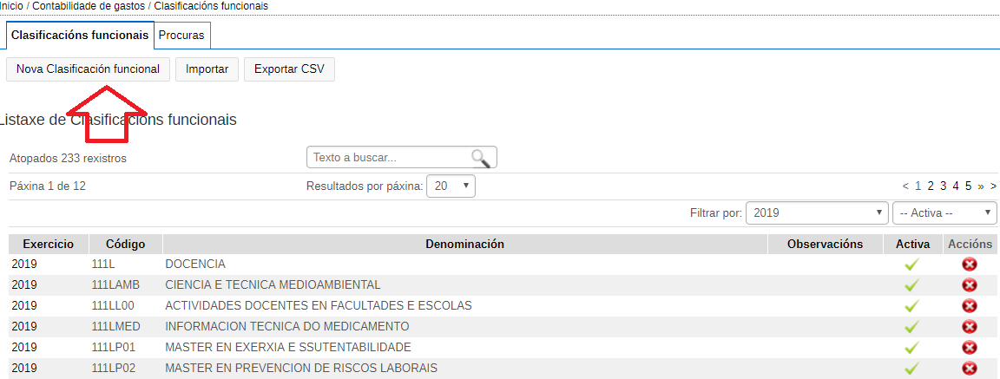 Inicio / Contabilidade de gastos / Clasificacións funcionais
Clasificacións funcionais Procuras
Nova Clasificación funcional Importar Exportar CSV
Listaxe de Clasificacións funcionais
Atopados 233 rexistros Texto a buscar...
Páxina 1 de 12 Resultados por páxina: 20 < 1 2 3 4 5 » >
Filtrar por: 2019 -- Activa --
Exercicio Código Denominación Observacións Activa Accións
2019 111L DOCENCIA
2019 111LAMB CIENCIA E TECNICA MEDIOAMBIENTAL
2019 111LL00 ACTIVIDADES DOCENTES EN FACULTADES E ESCOLAS
2019 111LMED INFORMACION TECNICA DO MEDICAMENTO
2019 111LP01 MASTER EN EXERXIA E SSUTENTABILIDADE
2019 111LP02 MASTER EN PREVENCION DE RISCOS LABORAIS